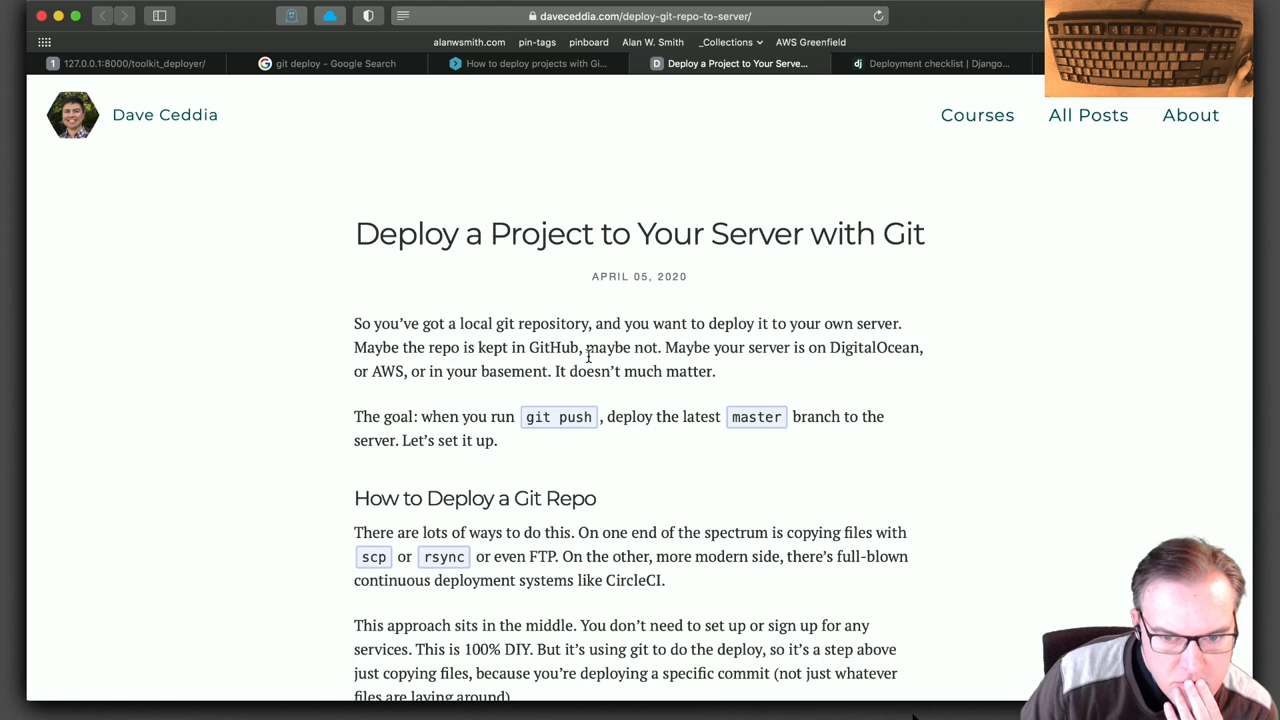 daveceddia.com/deploy-git-repo-to-server/
alanwsmith.com pin-tags pinboard Alan W. Smith _Collections AWS Greenfield
1 127.0.0.1:8000/toolkit_deployer/ git deploy - Google Search How to deploy projects with Gi... D Deploy a Project to Your Serve... dj Deployment checklist | Django...
Dave Ceddia
Courses All Posts About
Deploy a Project to Your Server with Git
APRIL 05, 2020
So you've got a local git repository, and you want to deploy it to your own server.
Maybe the repo is kept in GitHub, maybe not. Maybe your server is on DigitalOcean,
or AWS, or in your basement. It doesn't much matter.
The goal: when you run git push , deploy the latest master branch to the
server. Let's set it up.
How to Deploy a Git Repo
There are lots of ways to do this. On one end of the spectrum is copying files with
scp or rsync or even FTP. On the other, more modern side, there's full-blown
continuous deployment systems like CircleCI.
This approach sits in the middle. You don't need to set up or sign up for any
services. This is 100% DIY. But it's using git to do the deploy, so it's a step above
just copying files, because you're deploying a specific commit (not just whatever
files are laying around)